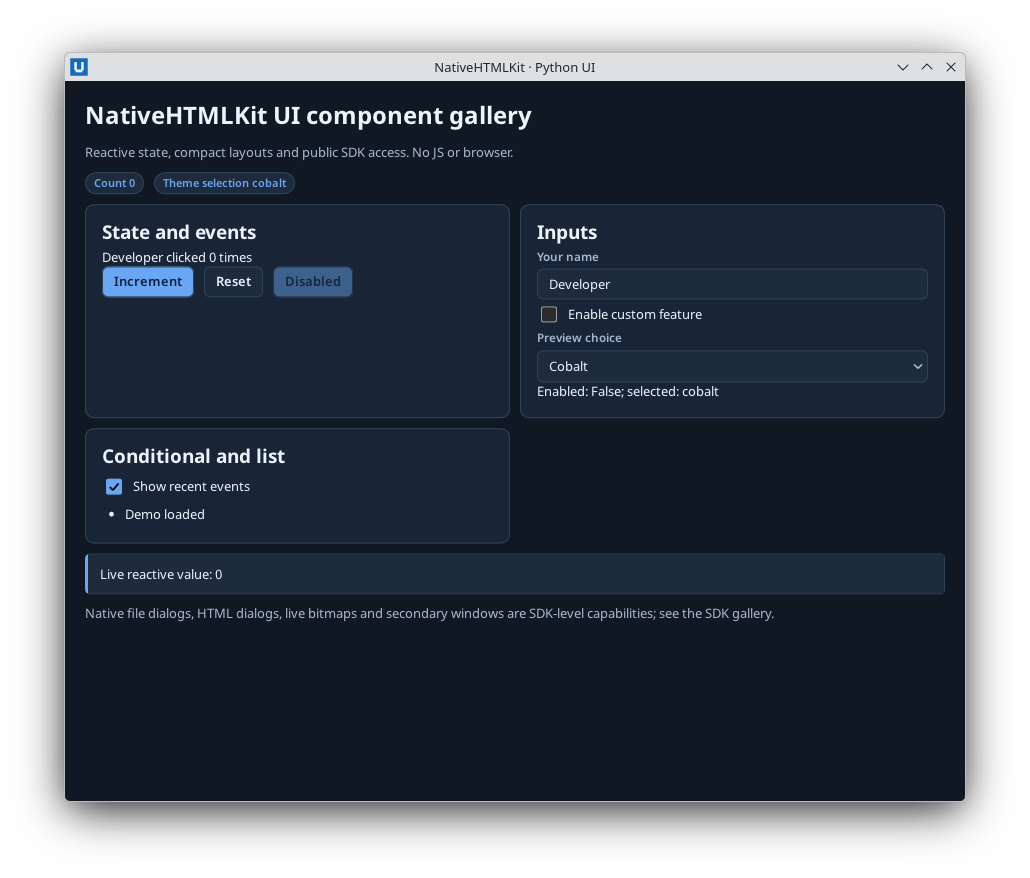 NativeHTMLKit · Python UI
NativeHTMLKit UI component gallery
Reactive state, compact layouts and public SDK access. No JS or browser.
Count 0
Theme selection cobalt
State and events
Developer clicked 0 times
Increment
Reset
Disabled
Inputs
Your name
Developer
Enable custom feature
Preview choice
Cobalt
Enabled: False; selected: cobalt
Conditional and list
Show recent events
• Demo loaded
Live reactive value: 0
Native file dialogs, HTML dialogs, live bitmaps and secondary windows are SDK-level capabilities; see the SDK gallery.